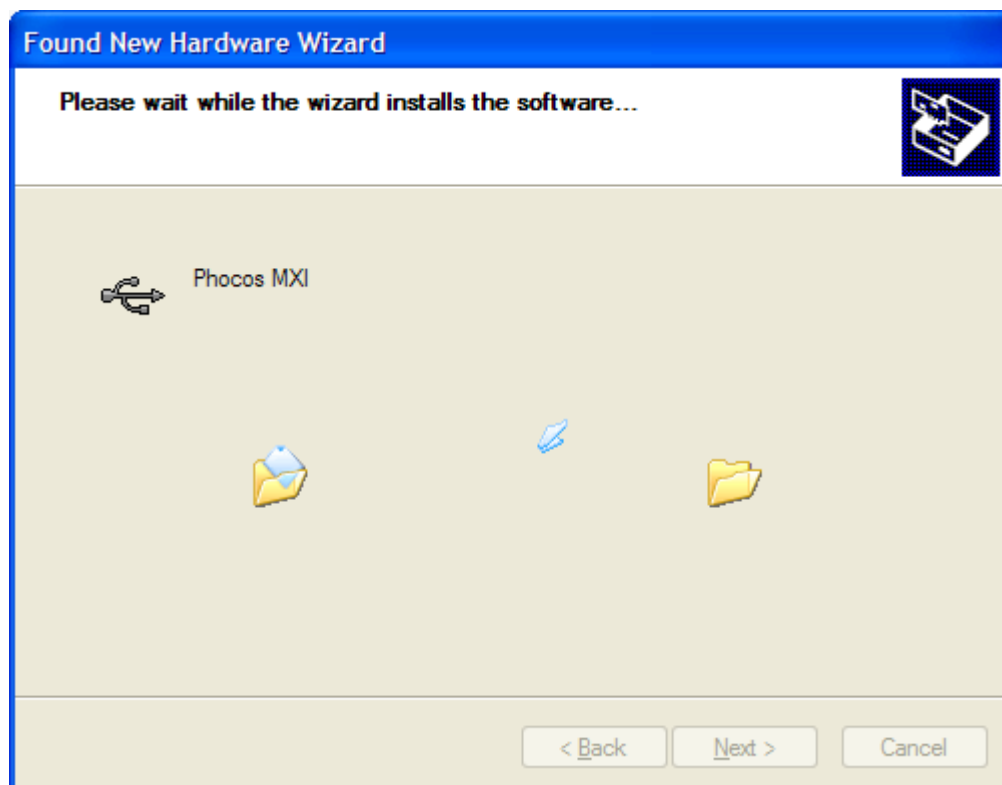 Found New Hardware Wizard
Please wait while the wizard installs the software...
Phocos MXI
< Back
Next >
Cancel